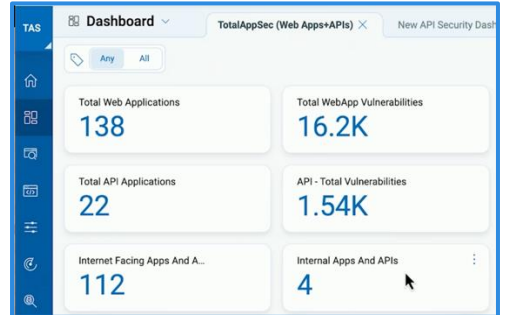 TAS
Dashboard
TotalAppSec (Web Apps+APIs)
New API Security Dash
Any
All
Total Web Applications
138
Total WebApp Vulnerabilities
16.2K
Total API Applications
22
API - Total Vulnerabilities
1.54K
Internet Facing Apps And A...
112
Internal Apps And APIs
4